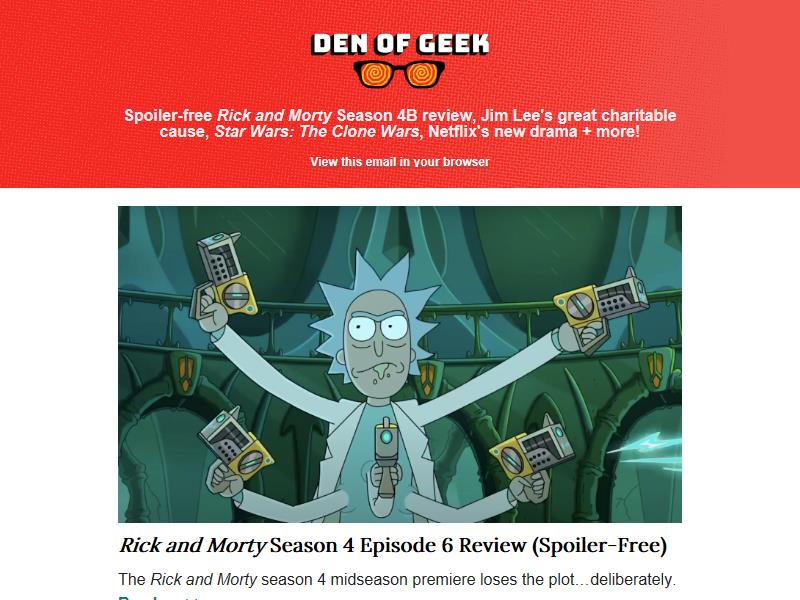 DEN OF GEEK
Spoiler-free Rick and Morty Season 4B review, Jim Lee's great charitable
cause, Star Wars: The Clone Wars, Netflix's new drama + more!
View this email in your browser
Rick and Morty Season 4 Episode 6 Review (Spoiler-Free)
The Rick and Morty season 4 midseason premiere loses the plot…deliberately.